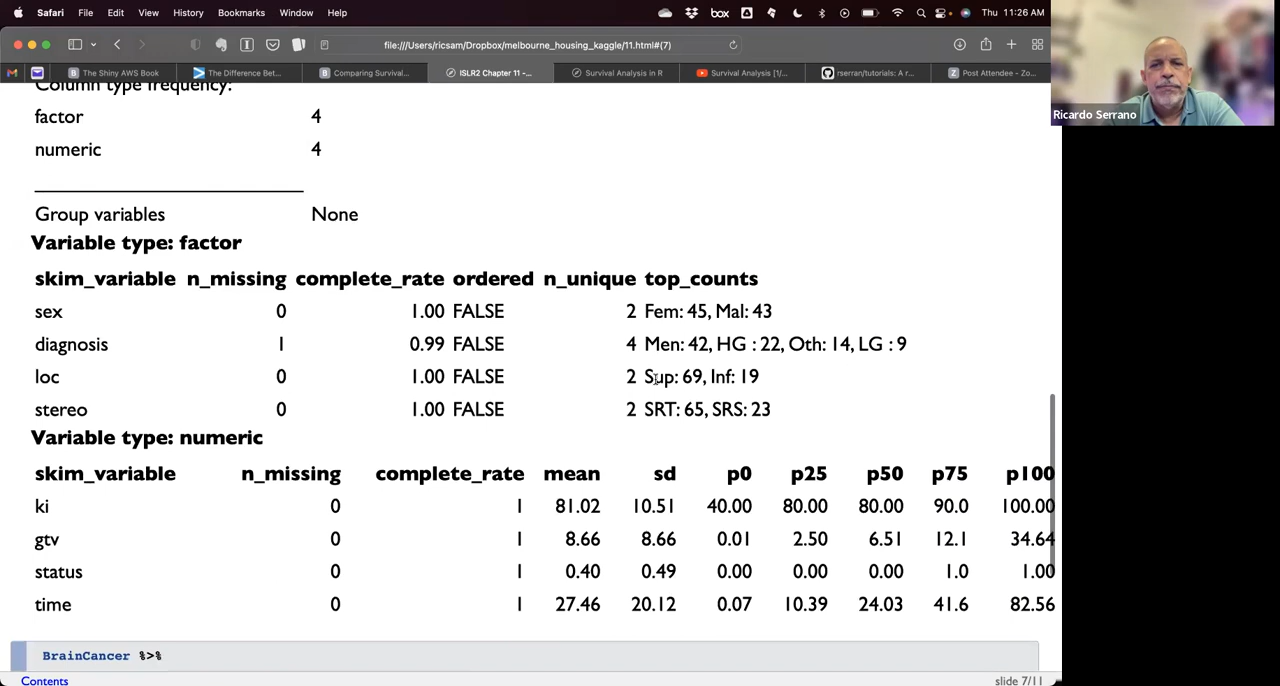 Safari File Edit View History Bookmarks Window Help box Thu 11:26 AM
file:///Users/ricsam/Dropbox/melbourne_housing_kaggle/11.html#(7)
The Shiny AWS Book The Difference Bet... Comparing Survival... ISLR2 Chapter 11 -... Survival Analysis in R Survival Analysis [1/... rserran/tutorials: A r... Post Attendee - Zo...
Ricardo Serrano
Column type frequency:
factor 4
numeric 4
Group variables None
Variable type: factor
skim_variable n_missing complete_rate ordered n_unique top_counts
sex 0 1.00 FALSE 2 Fem: 45, Mal: 43
diagnosis 1 0.99 FALSE 4 Men: 42, HG : 22, Oth: 14, LG : 9
loc 0 1.00 FALSE 2 Sup: 69, Inf: 19
stereo 0 1.00 FALSE 2 SRT: 65, SRS: 23
Variable type: numeric
skim_variable n_missing complete_rate mean sd p0 p25 p50 p75 p100
ki 0 1 81.02 10.51 40.00 80.00 80.00 90.0 100.00
gtv 0 1 8.66 8.66 0.01 2.50 6.51 12.1 34.64
status 0 1 0.40 0.49 0.00 0.00 0.00 1.0 1.00
time 0 1 27.46 20.12 0.07 10.39 24.03 41.6 82.56
BrainCancer %>%
Contents slide 7/11